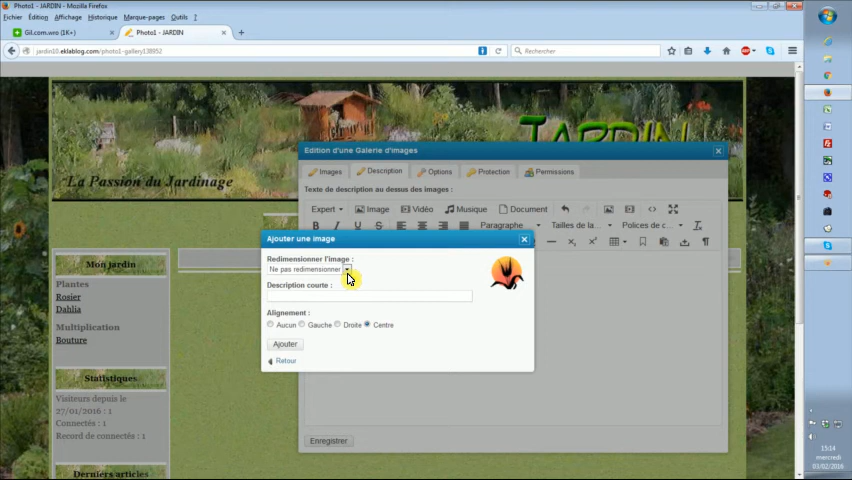 Photo1 - JARDIN - Mozilla Firefox
Fichier Édition Affichage Historique Marque-pages Outils ?
Gil.com.wro (1K+)
Photo1 - JARDIN
jardin10.eklablog.com/photo1-gallery138952
Rechercher
JARDIN
"La Passion du Jardinage
Edition d'une Galerie d'images
Images Description Options Protection Permissions
Texte de description au dessus des images :
Expert Image Vidéo Musique Document
Paragraphe Tailles de la... Polices de c...
Ajouter une image
Redimensionner l'image :
Ne pas redimensionner
Description courte :
Alignement :
Aucun Gauche Droite Centre
Ajouter
Retour
Enregistrer
Mon Jardin
Plantes
Rosier
Dahlia
Multiplication
Bouture
Statistiques
Visiteurs depuis le
27/01/2016 : 1
Connectés : 1
Record de connectés : 1
Derniers articles
15:14
mercredi
03/02/2016